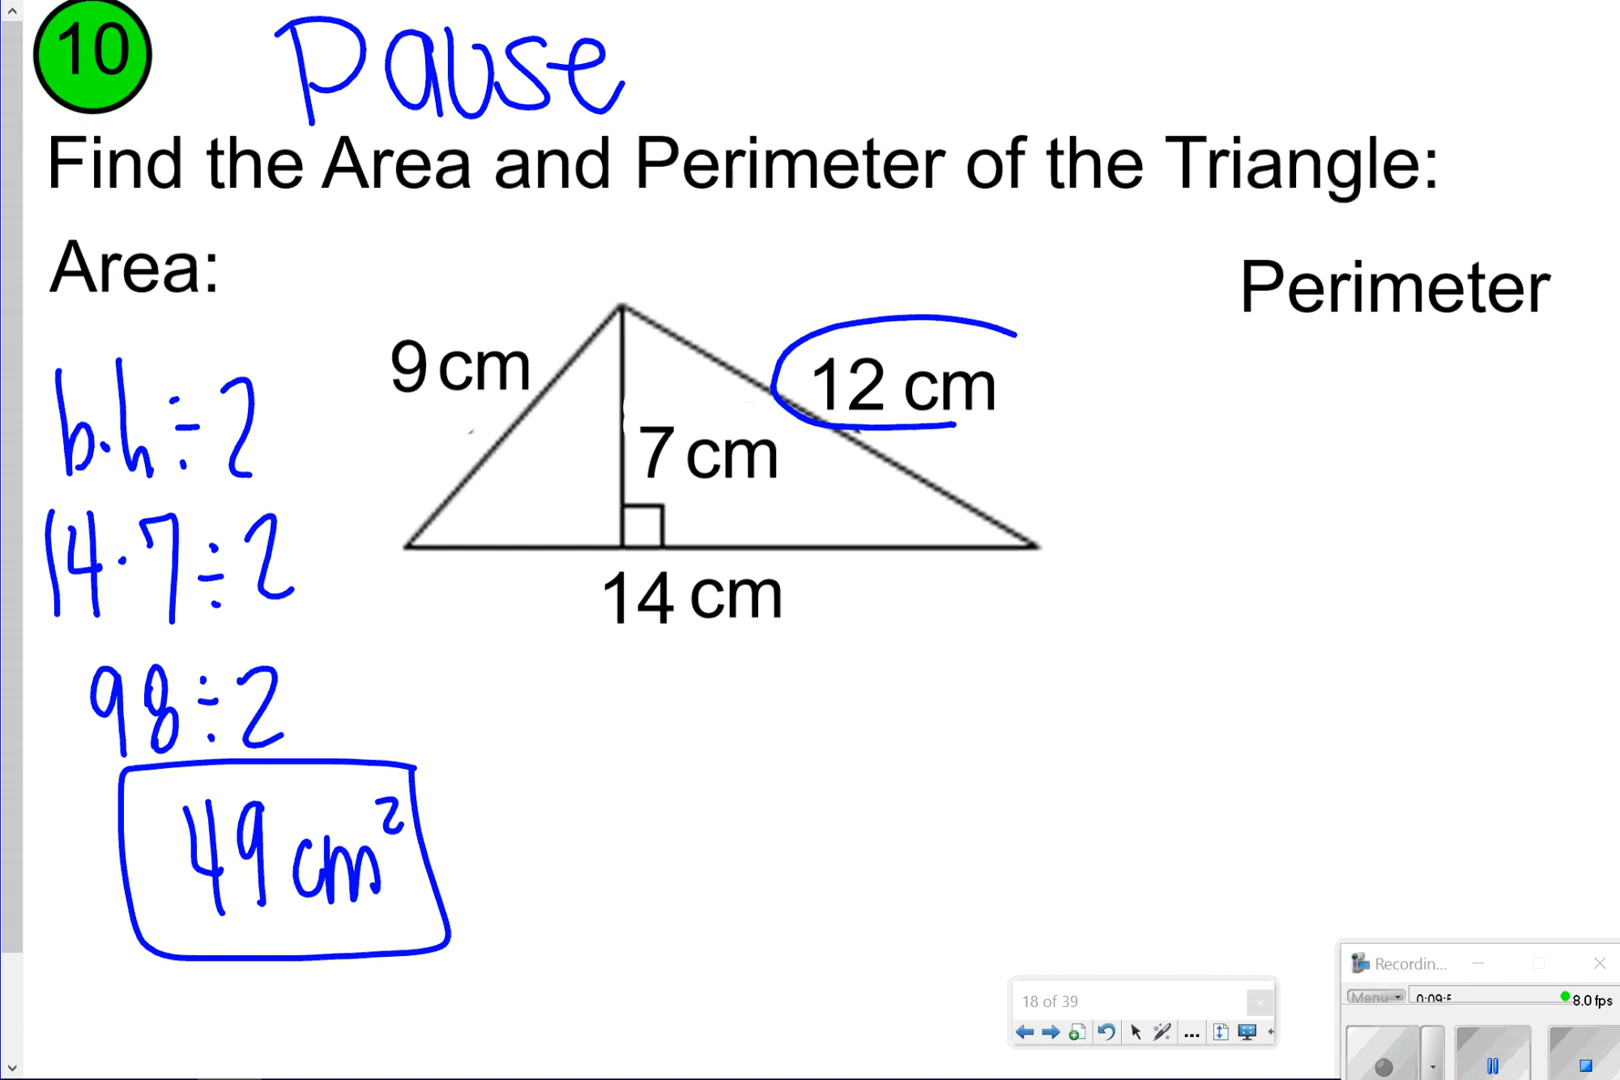 10
Pause
Find the Area and Perimeter of the Triangle:
Area:
Perimeter
9 cm
12 cm
7 cm
14 cm
b·h÷2
14·7÷2
98÷2
49 cm²
18 of 39
Recordin...
Menu
8.0 fps